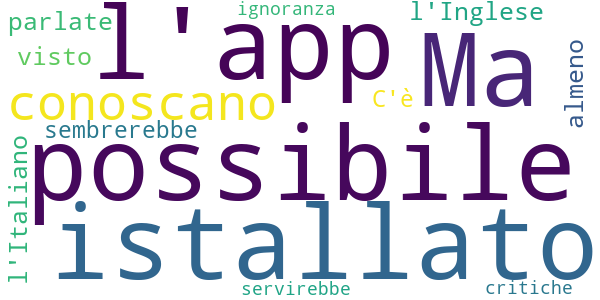 parlate l'app ignoranza l'Inglese
visto Ma
conoscano C'è almeno
sembrerebbe
possibile
l'Italiano istallato
servirebbe critiche